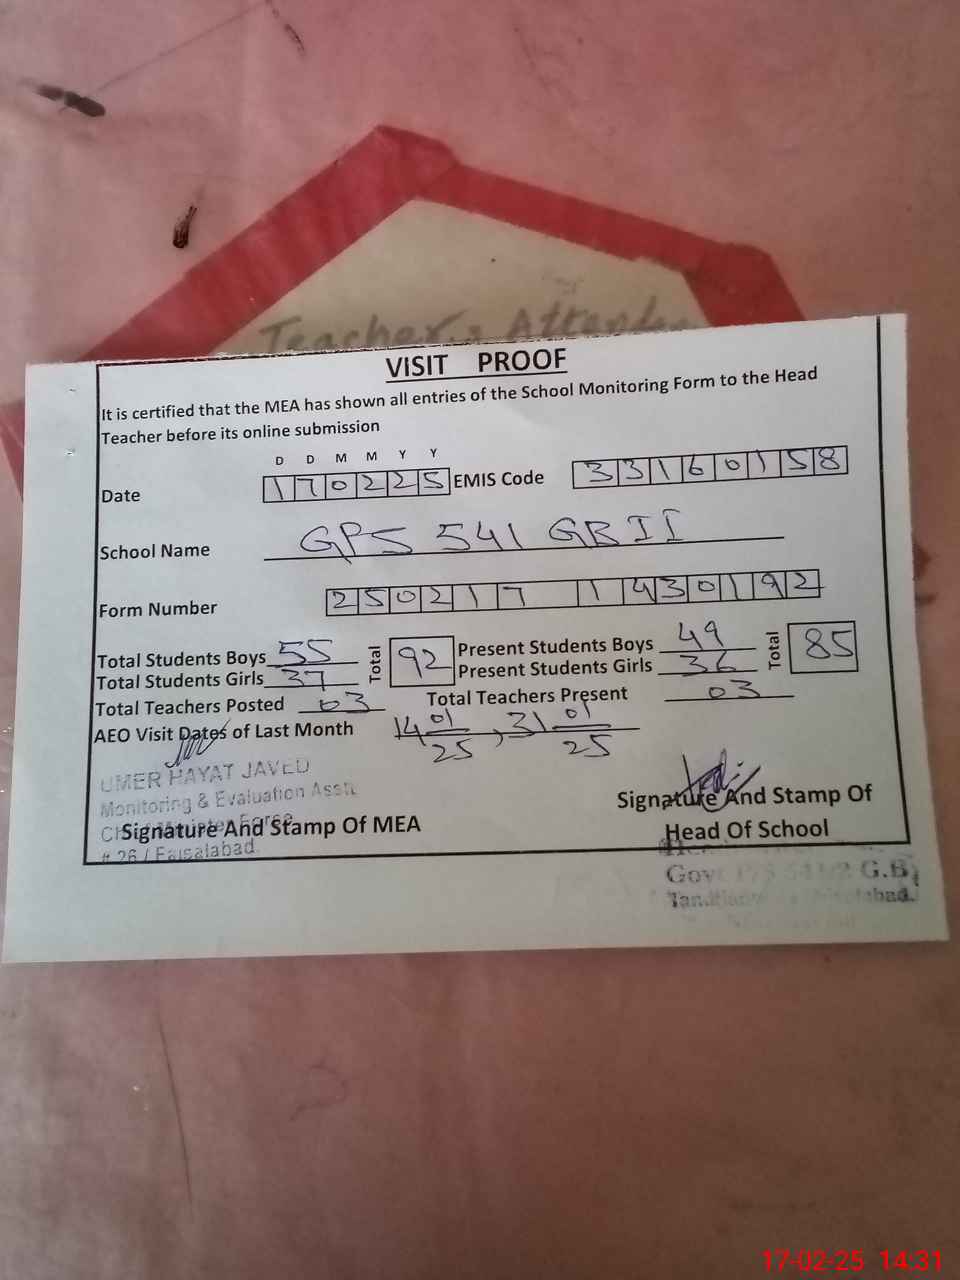 Teacher's Atten
VISIT PROOF
It is certified that the MEA has shown all entries of the School Monitoring Form to the Head
Teacher before its online submission
D D M M Y Y
Date 170225 EMIS Code 33160158
School Name GPS 541 GB II
Form Number 250217 1430192
Total Students Boys 55 Total 92 Present Students Boys 49 Total 85
Total Students Girls 37 Present Students Girls 36
Total Teachers Posted 03 Total Teachers Present 03
AEO Visit Dates of Last Month 14 01/25, 31 01/25
UMER HAYAT JAVED
Monitoring & Evaluation Asstt.
Signature And Stamp Of MEA
# 26 / Faisalabad.
Signature And Stamp Of
Head Of School
Govt P/S 541/2 G.B,
17-02-25 14:31